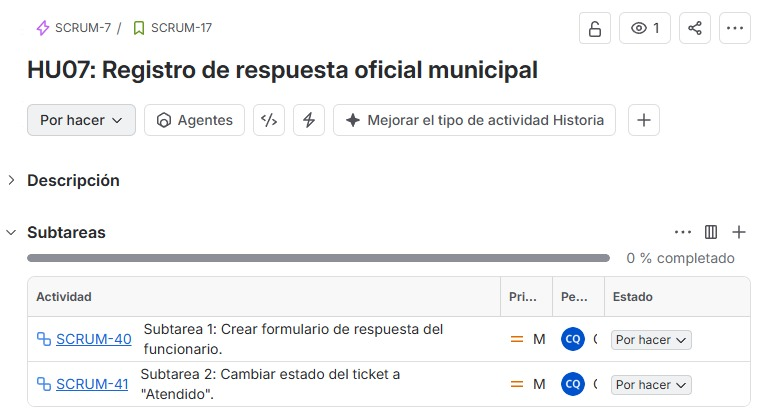 SCRUM-7 / SCRUM-17
1
HU07: Registro de respuesta oficial municipal
Por hacer
Agentes
Mejorar el tipo de actividad Historia
Descripción
Subtareas
0 % completado
Actividad Pri... Pe... Estado
SCRUM-40 Subtarea 1: Crear formulario de respuesta del
funcionario.
M CQ Por hacer
SCRUM-41 Subtarea 2: Cambiar estado del ticket a
"Atendido".
M CQ Por hacer